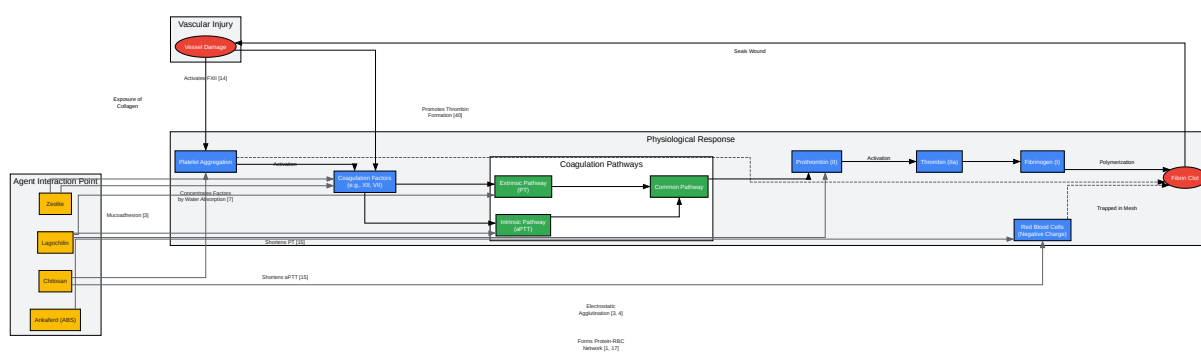 Vascular Injury
Vessel Damage
Seals Wound
Activates FXII [14]
Exposure of
Collagen
Promotes Thrombin
Formation [40]
Physiological Response
Platelet Aggregation
Activation
Coagulation Factors
(e.g., XII, VII)
Coagulation Pathways
Extrinsic Pathway
(PT)
Common Pathway
Intrinsic Pathway
(aPTT)
Prothrombin (II)
Activation
Thrombin (IIa)
Fibrinogen (I)
Polymerization
Fibrin Clot
Trapped in Mesh
Red Blood Cells
(Negative Charge)
Agent Interaction Point
Zeolite
Concentrates Factors
by Water Absorption [7]
Mucoadhesion [3]
Lagochilin
Shortens PT [15]
Chitosan
Shortens aPTT [15]
Ankaferd (ABS)
Electrostatic
Agglutination [3, 4]
Forms Protein-RBC
Network [1, 17]